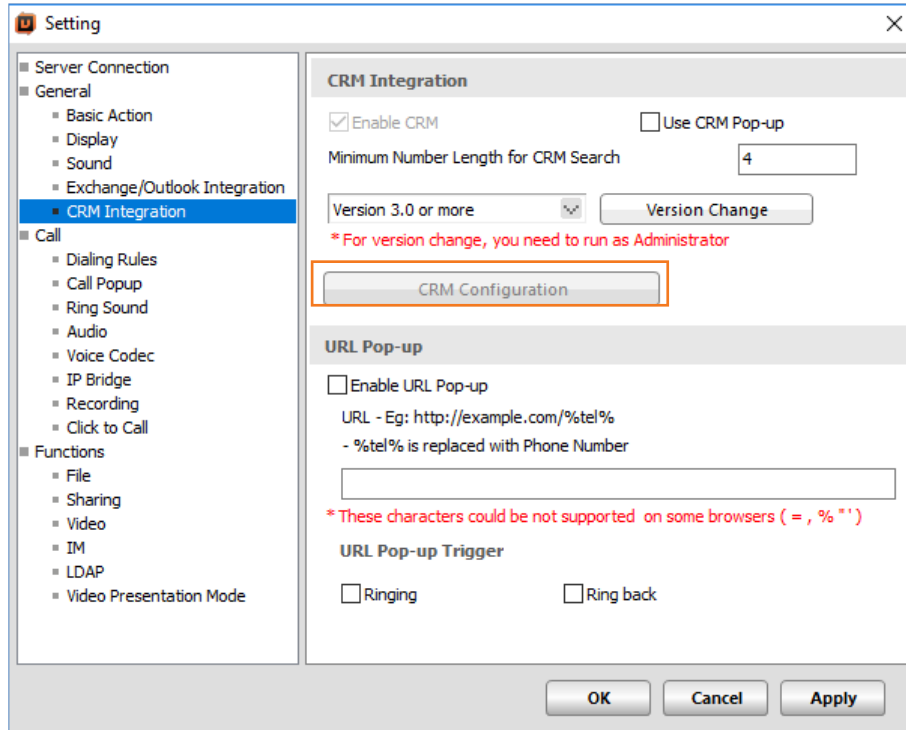 Setting
Server Connection
General
Basic Action
Display
Sound
Exchange/Outlook Integration
CRM Integration
Call
Dialing Rules
Call Popup
Ring Sound
Audio
Voice Codec
IP Bridge
Recording
Click to Call
Functions
File
Sharing
Video
IM
LDAP
Video Presentation Mode
CRM Integration
Enable CRM Use CRM Pop-up
Minimum Number Length for CRM Search 4
Version 3.0 or more Version Change
* For version change, you need to run as Administrator
CRM Configuration
URL Pop-up
Enable URL Pop-up
URL - Eg: http://example.com/%tel%
- %tel% is replaced with Phone Number
* These characters could be not supported on some browsers ( = , % " ' )
URL Pop-up Trigger
Ringing Ring back
OK Cancel Apply